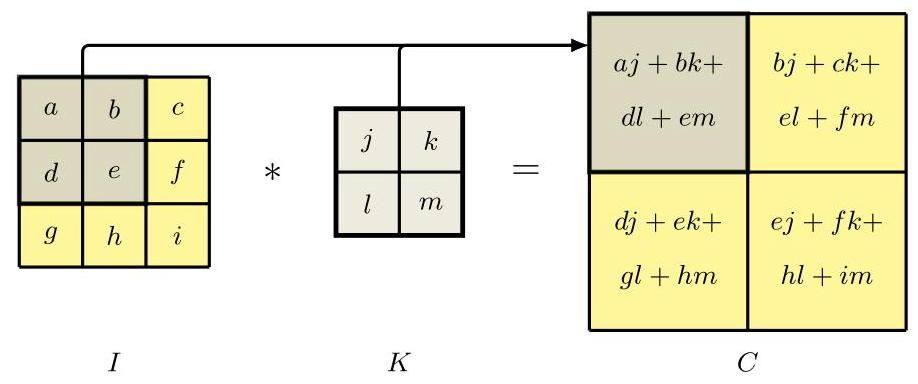 a b c
d e f
g h i
*
j k
l m
=
aj + bk+
dl + em
bj + ck+
el + fm
dj + ek+
gl + hm
ej + fk+
hl + im
I
K
C